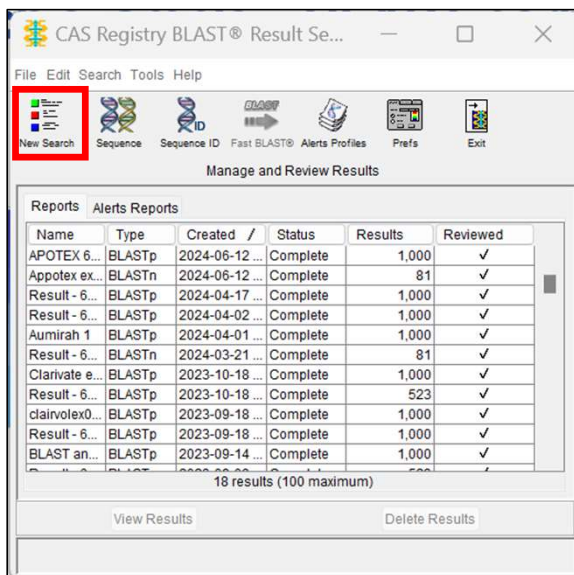 CAS Registry BLAST® Result Se...
File Edit Search Tools Help
BLAST
ID
New Search Sequence Sequence ID Fast BLAST® Alerts Profiles Prefs Exit
Manage and Review Results
Reports Alerts Reports
Name Type Created / Status Results Reviewed
APOTEX 6... BLASTp 2024-06-12 ... Complete 1,000 ✓
Appotex ex... BLASTn 2024-06-12 ... Complete 81 ✓
Result - 6... BLASTp 2024-04-17 ... Complete 1,000 ✓
Result - 6... BLASTp 2024-04-02 ... Complete 1,000 ✓
Aumirah 1 BLASTp 2024-04-01 ... Complete 1,000 ✓
Result - 6... BLASTn 2024-03-21 ... Complete 81 ✓
Clarivate e... BLASTp 2023-10-18 ... Complete 1,000 ✓
Result - 6... BLASTp 2023-10-18 ... Complete 523 ✓
clairvolex0... BLASTp 2023-09-18 ... Complete 1,000 ✓
Result - 6... BLASTp 2023-09-18 ... Complete 1,000 ✓
BLAST an... BLASTp 2023-09-14 ... Complete 1,000 ✓
18 results (100 maximum)
View Results Delete Results